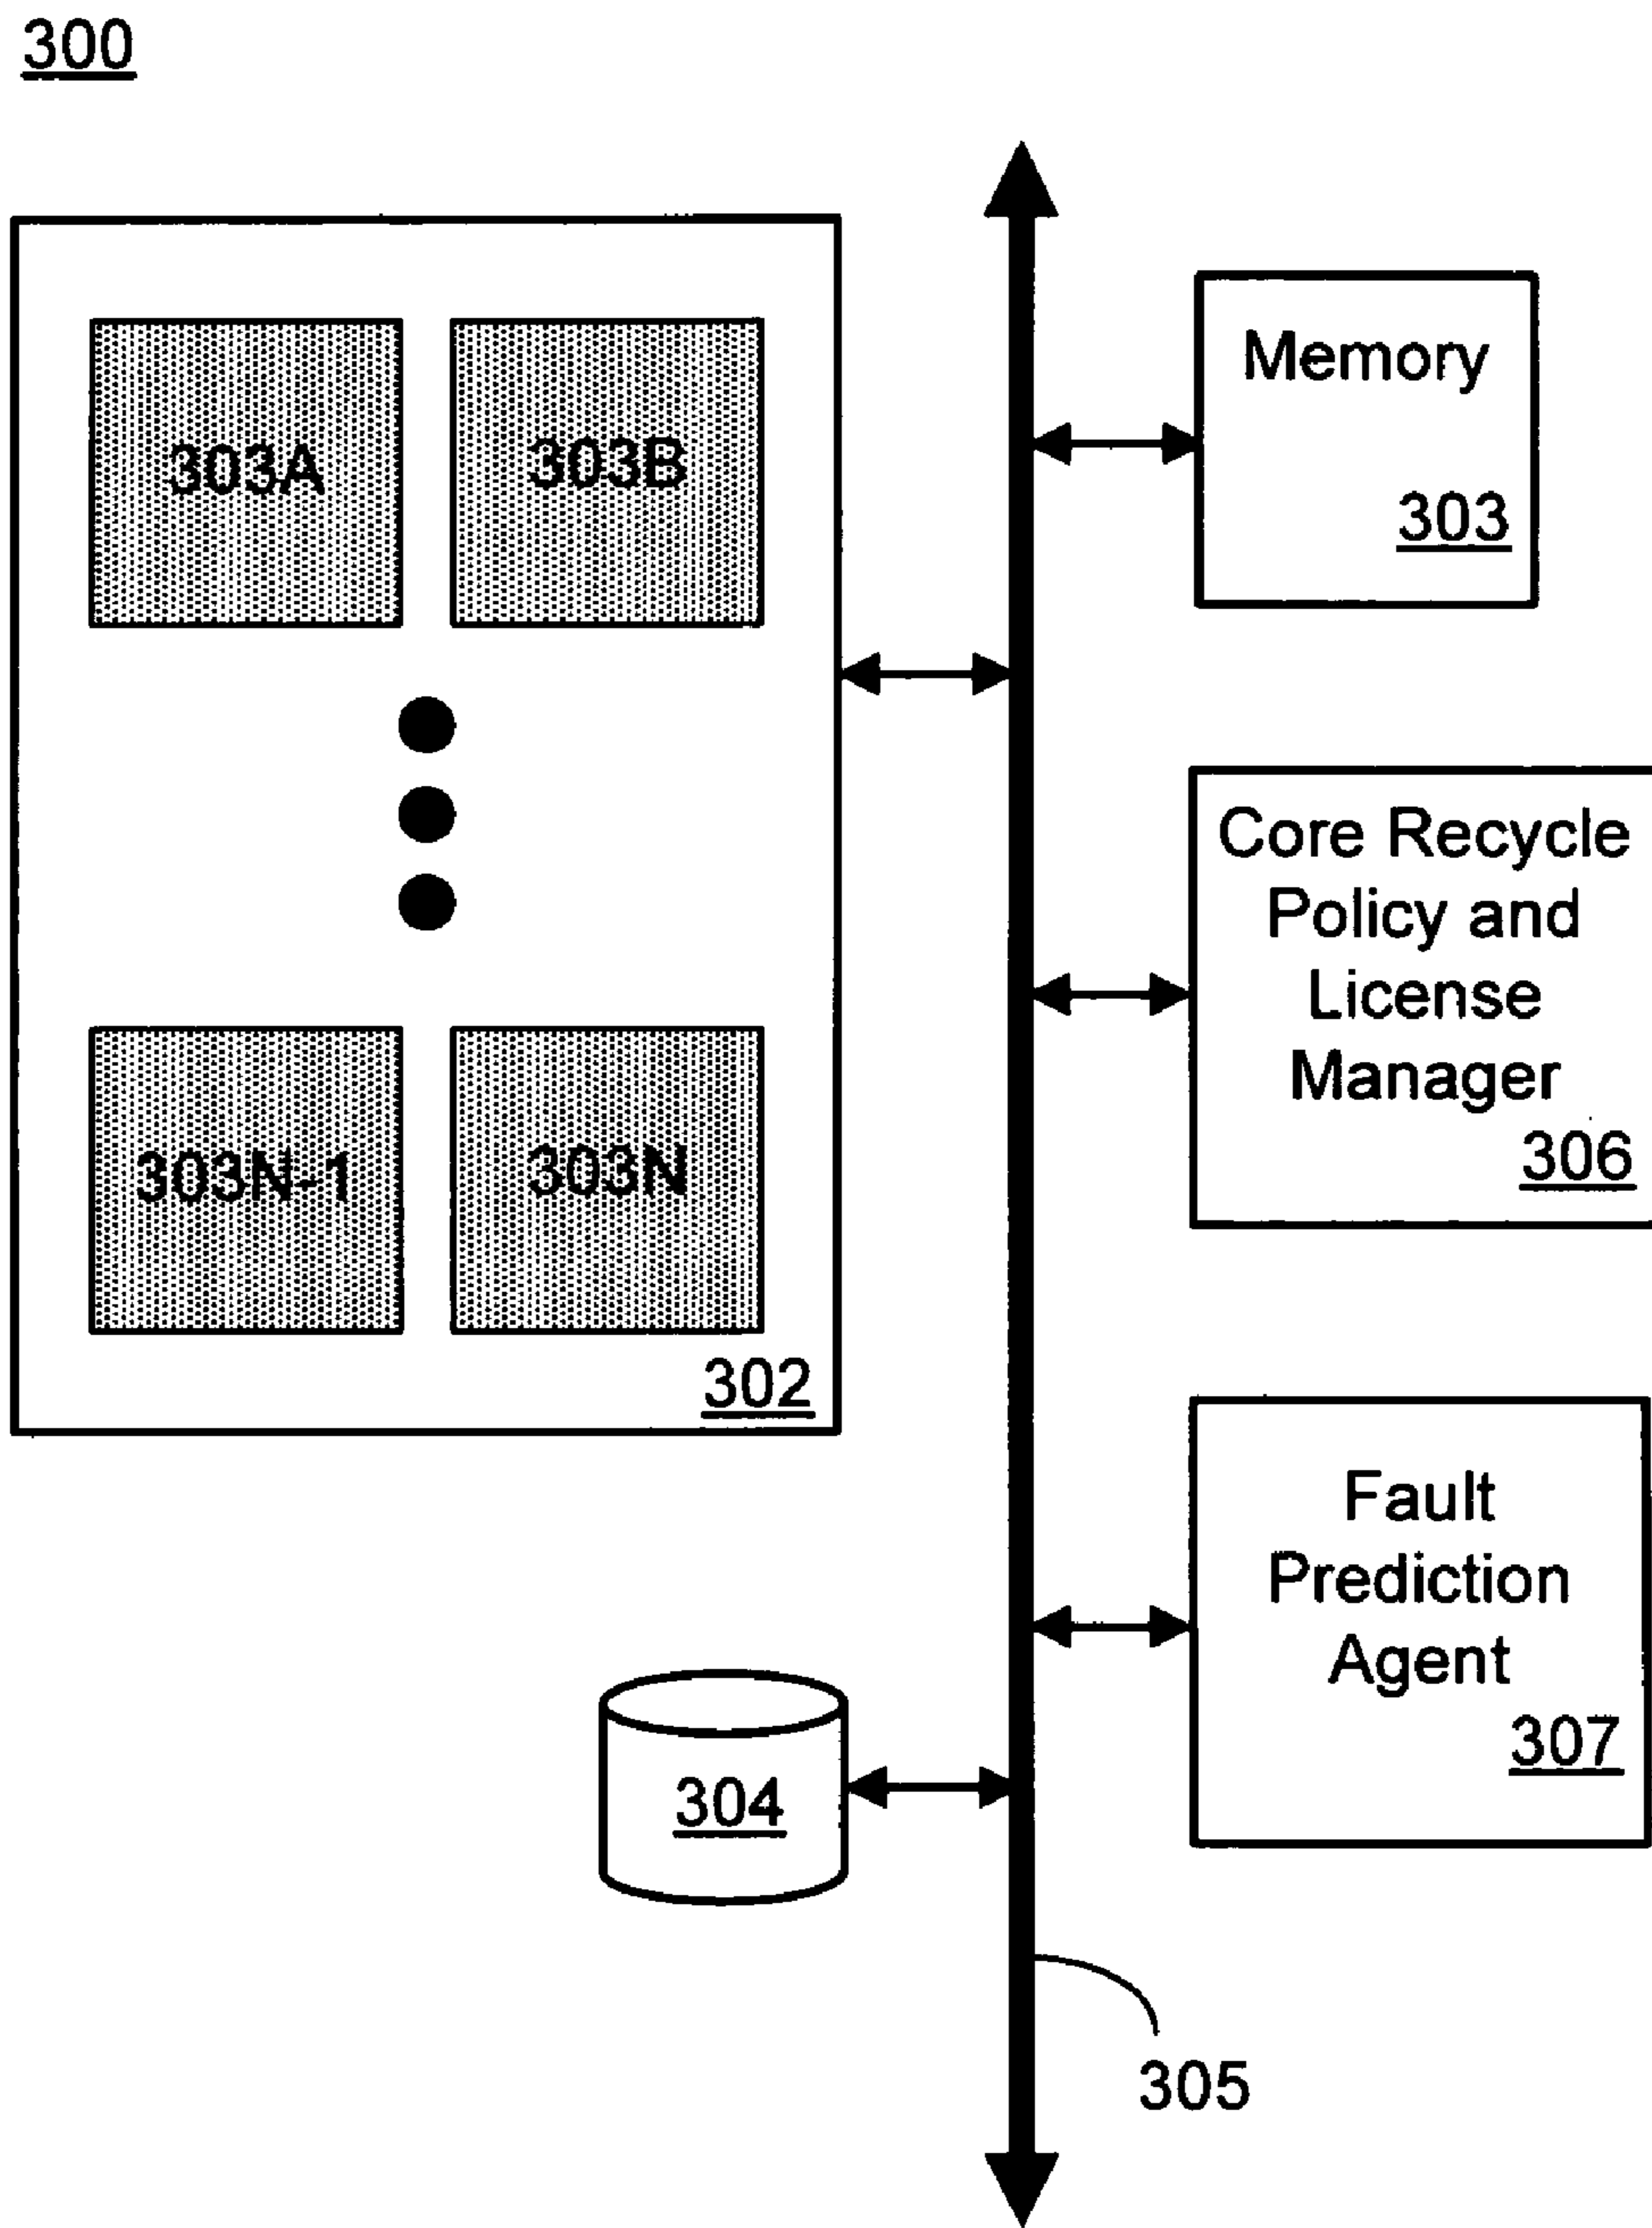 300
303A
303B
303N-1
303N
302
Memory
303
Core Recycle
Policy and
License
Manager
306
Fault
Prediction
Agent
307
304
305